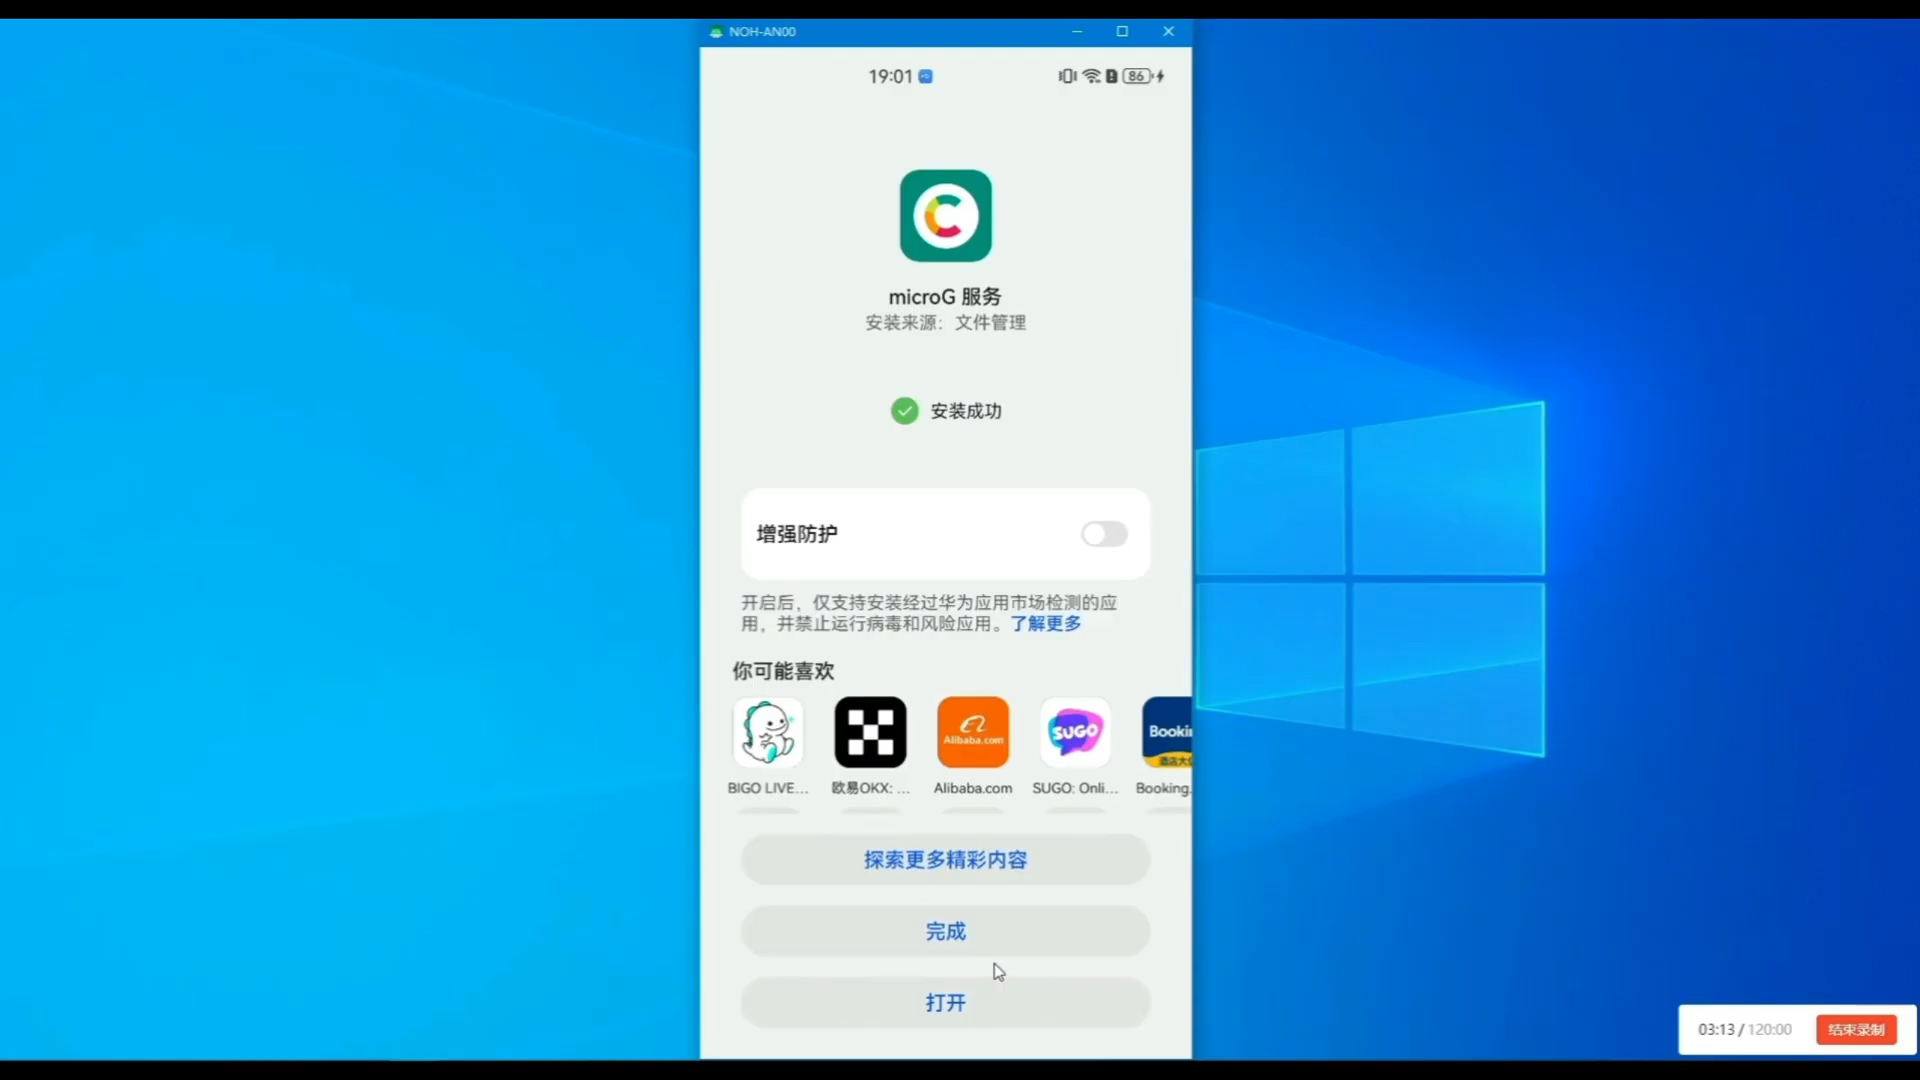 NOH-AN00
19:01
86
microG 服务
安装来源：文件管理
安装成功
增强防护
开启后，仅支持安装经过华为应用市场检测的应
用，并禁止运行病毒和风险应用。了解更多
你可能喜欢
Alibaba.com
SUGO
Bookin
BIGO LIVE...
欧易OKX: ...
Alibaba.com
SUGO: Onli...
Booking.
探索更多精彩内容
完成
打开
03:13 / 120:00
结束录制